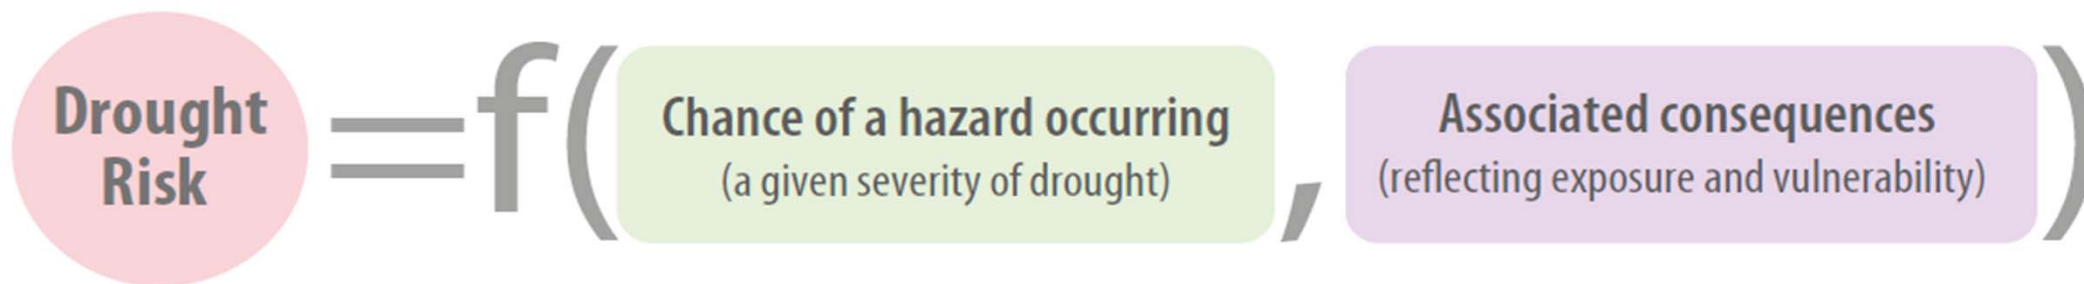 Drought
Risk
=f(
Chance of a hazard occurring
(a given severity of drought)
,
Associated consequences
(reflecting exposure and vulnerability)
)